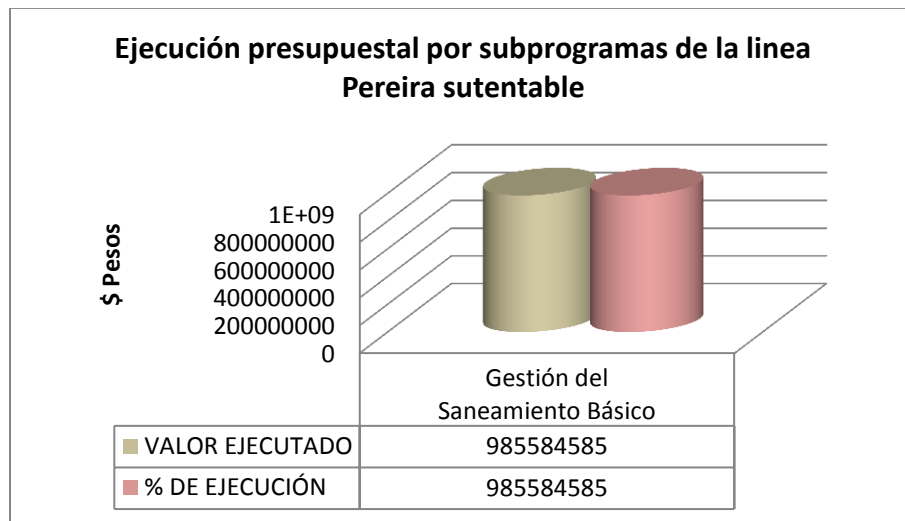 Ejecución presupuestal por subprogramas de la linea
Pereira sutentable
$ Pesos
1E+09
800000000
600000000
400000000
200000000
0
Gestión del
Saneamiento Básico
VALOR EJECUTADO 985584585
% DE EJECUCIÓN 985584585